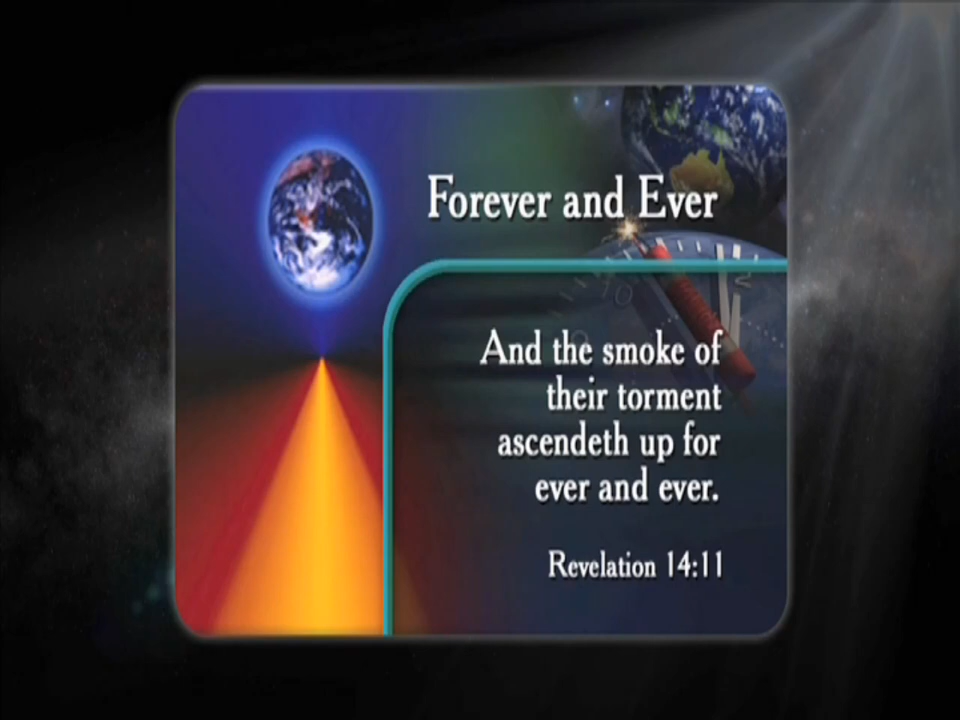 Forever and Ever
And the smoke of
their torment
ascendeth up for
ever and ever.
Revelation 14:11